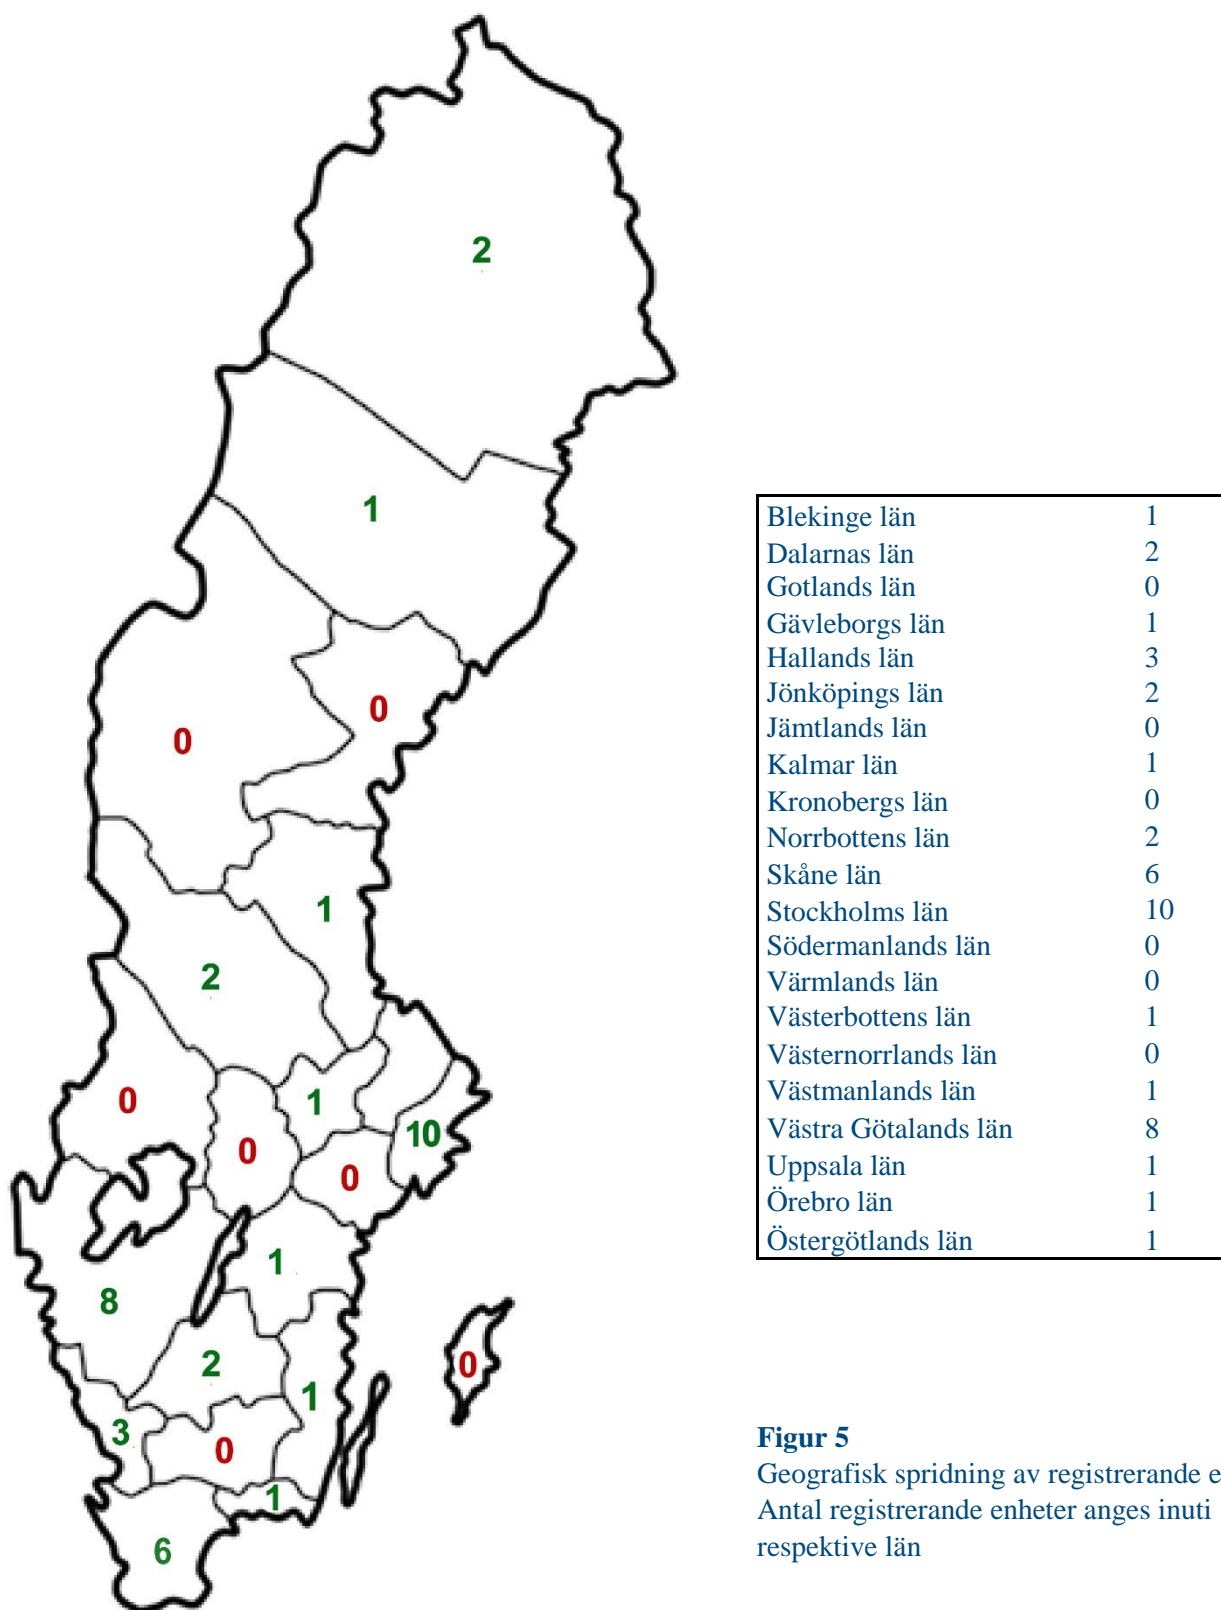 2
1
0
0
1
2
0
1
10
0
0
1
8
2
0
1
3
0
1
6
Blekinge län 1
Dalarnas län 2
Gotlands län 0
Gävleborgs län 1
Hallands län 3
Jönköpings län 2
Jämtlands län 0
Kalmar län 1
Kronobergs län 0
Norrbottens län 2
Skåne län 6
Stockholms län 10
Södermanlands län 0
Värmlands län 0
Västerbottens län 1
Västernorrlands län 0
Västmanlands län 1
Västra Götalands län 8
Uppsala län 1
Örebro län 1
Östergötlands län 1
Figur 5
Geografisk spridning av registrerande e
Antal registrerande enheter anges inuti
respektive län